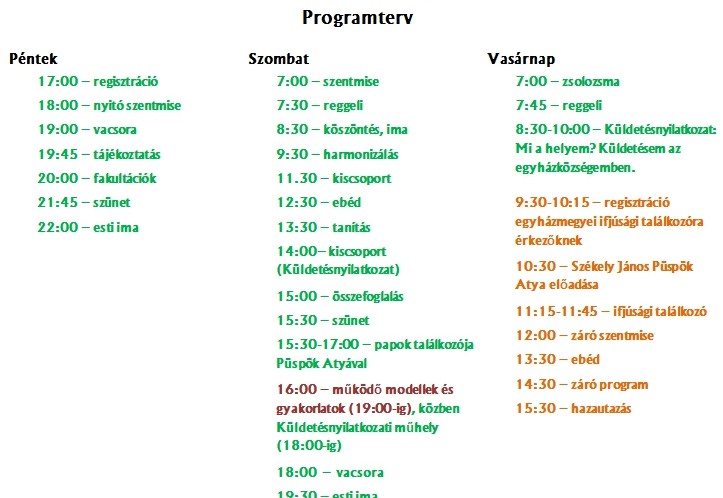 Programterv
Péntek
17:00 – regisztráció
18:00 – nyitó szentmise
19:00 – vacsora
19:45 – tájékoztatás
20:00 – fakultációk
21:45 – szünet
22:00 – esti ima
Szombat
7:00 – szentmise
7:30 – reggeli
8:30 – köszöntés, ima
9:30 – harmonizálás
11.30 – kiscsoport
12:30 – ebéd
13:30 – tanítás
14:00– kiscsoport
(Küldetésnyilatkozat)
15:00 – összefoglalás
15:30 – szünet
15:30-17:00 – papok találkozója
Püspök Atyával
16:00 – működő modellek és
gyakorlatok (19:00-ig), közben
Küldetésnyilatkozati műhely
(18:00-ig)
18:00 – vacsora
19:30 – esti ima
Vasárnap
7:00 – zsolozsma
7:45 – reggeli
8:30-10:00 – Küldetésnyilatkozat:
Mi a helyem? Küldetésem az
egyházközségemben.
9:30-10:15 – regisztráció
egyházmegyei ifjúsági találkozóra
érkezőknek
10:30 – Székely János Püspök
Atya előadása
11:15-11:45 – ifjúsági találkozó
12:00 – záró szentmise
13:30 – ebéd
14:30 – záró program
15:30 – hazautazás